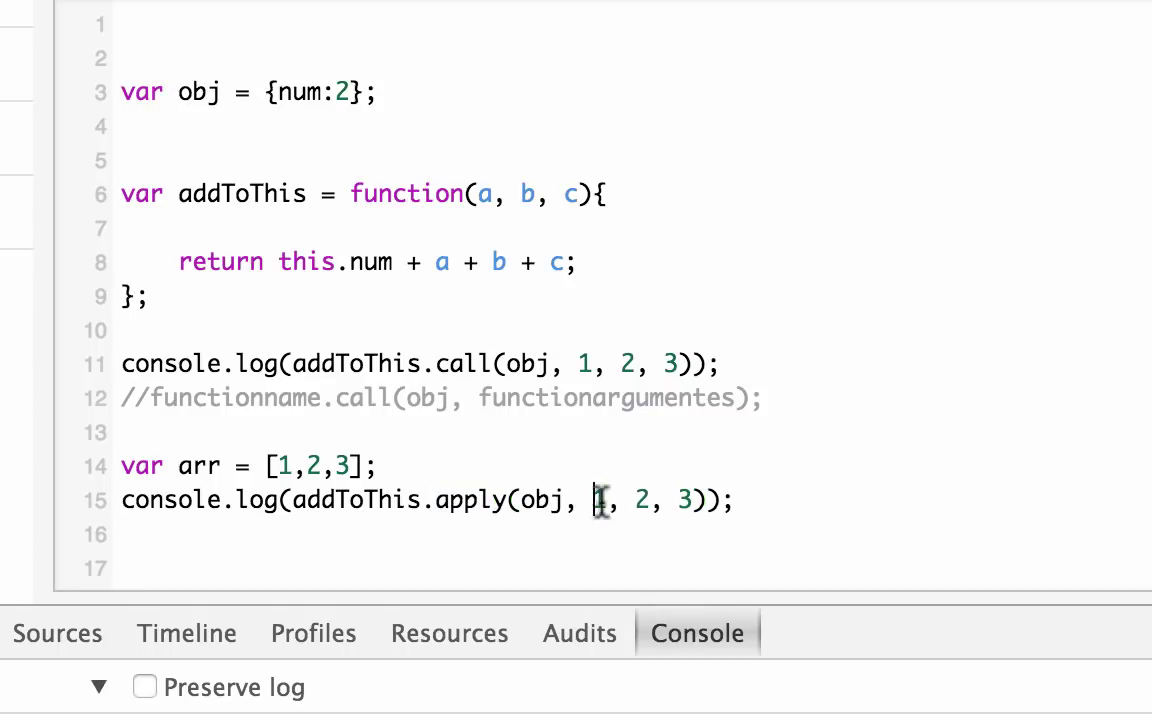 1
2
3 var obj = {num:2};
4
5
6 var addToThis = function(a, b, c){
7
8 return this.num + a + b + c;
9 };
10
11 console.log(addToThis.call(obj, 1, 2, 3));
12 //functionname.call(obj, functionargumentes);
13
14 var arr = [1,2,3];
15 console.log(addToThis.apply(obj, 1, 2, 3));
16
17
Sources Timeline Profiles Resources Audits Console
▼ Preserve log